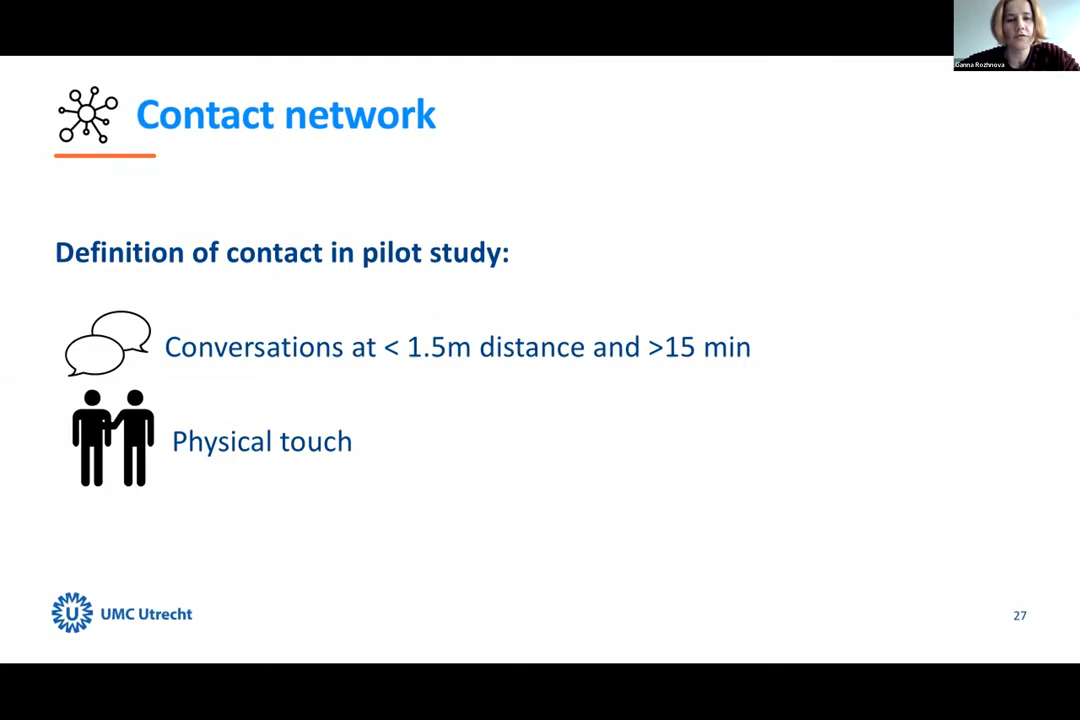 Ganna Rozhnova
Contact network
Definition of contact in pilot study:
Conversations at < 1.5m distance and >15 min
Physical touch
U UMC Utrecht
27